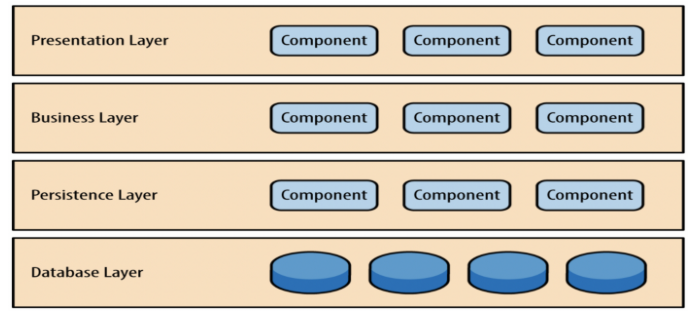 Presentation Layer Component Component Component
Business Layer Component Component Component
Persistence Layer Component Component Component
Database Layer